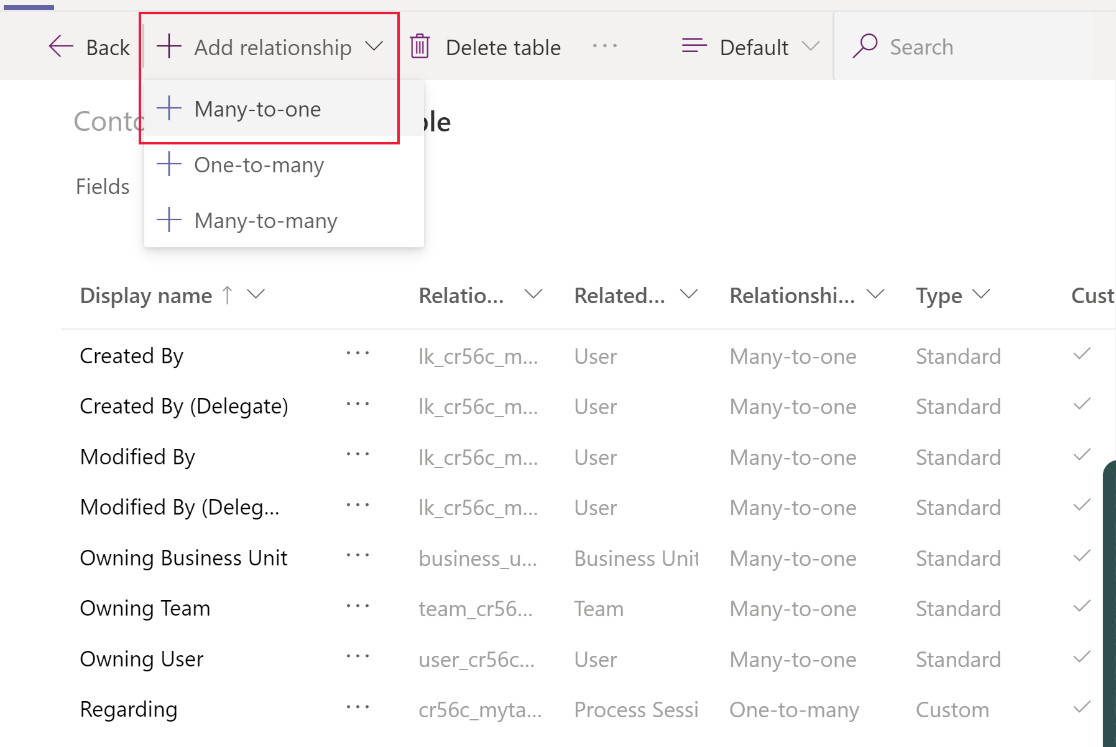 Back Add relationship Delete table ... Default Search
Many-to-one
One-to-many
Many-to-many
Fields
Display name ↑ Relatio... Related... Relationshi... Type
Created By ... lk_cr56c_m... User Many-to-one Standard
Created By (Delegate) ... lk_cr56c_m... User Many-to-one Standard
Modified By ... lk_cr56c_m... User Many-to-one Standard
Modified By (Deleg... ... lk_cr56c_m... User Many-to-one Standard
Owning Business Unit ... business_u... Business Unit Many-to-one Standard
Owning Team ... team_cr56... Team Many-to-one Standard
Owning User ... user_cr56c... User Many-to-one Standard
Regarding ... cr56c_myta... Process Sessi One-to-many Custom